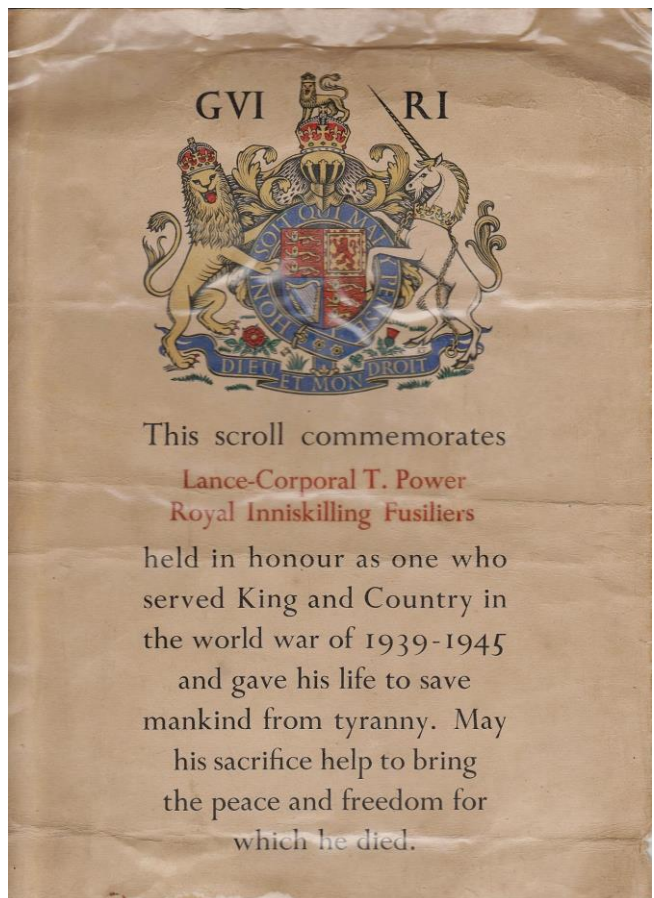 GVI RI
HONI SOIT QUI MAL Y PENSE
DIEU ET MON DROIT
This scroll commemorates
Lance-Corporal T. Power
Royal Inniskilling Fusiliers
held in honour as one who
served King and Country in
the world war of 1939-1945
and gave his life to save
mankind from tyranny. May
his sacrifice help to bring
the peace and freedom for
which he died.